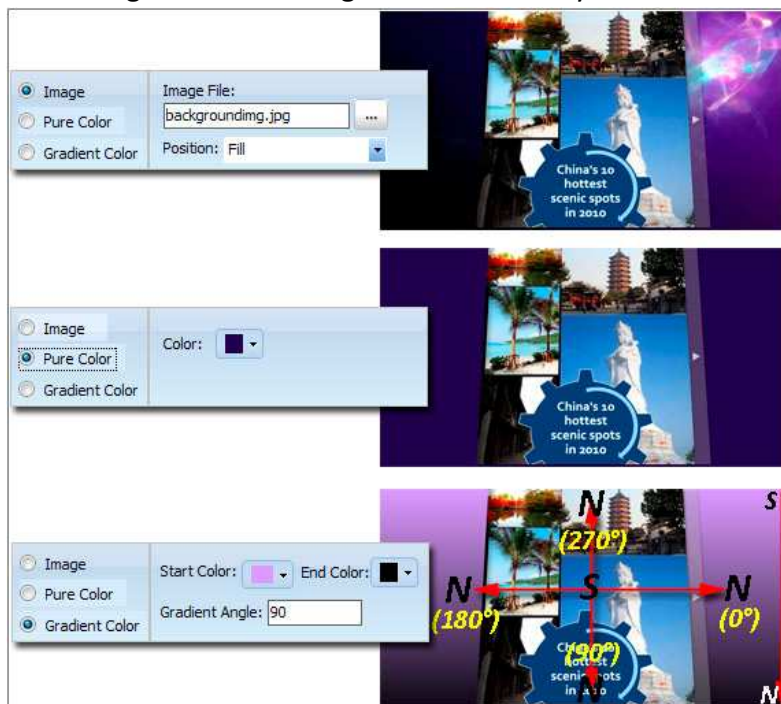 Image
Pure Color
Gradient Color
Image File:
backgroundimg.jpg
...
Position: Fill
China's 10
hottest
scenic spots
in 2010
Image
Pure Color
Gradient Color
Color:
China's 10
hottest
scenic spots
in 2010
Image
Pure Color
Gradient Color
Start Color:
End Color:
Gradient Angle: 90
N
(270°)
S
N
(180°)
S
N
(0°)
(90°)
N
N